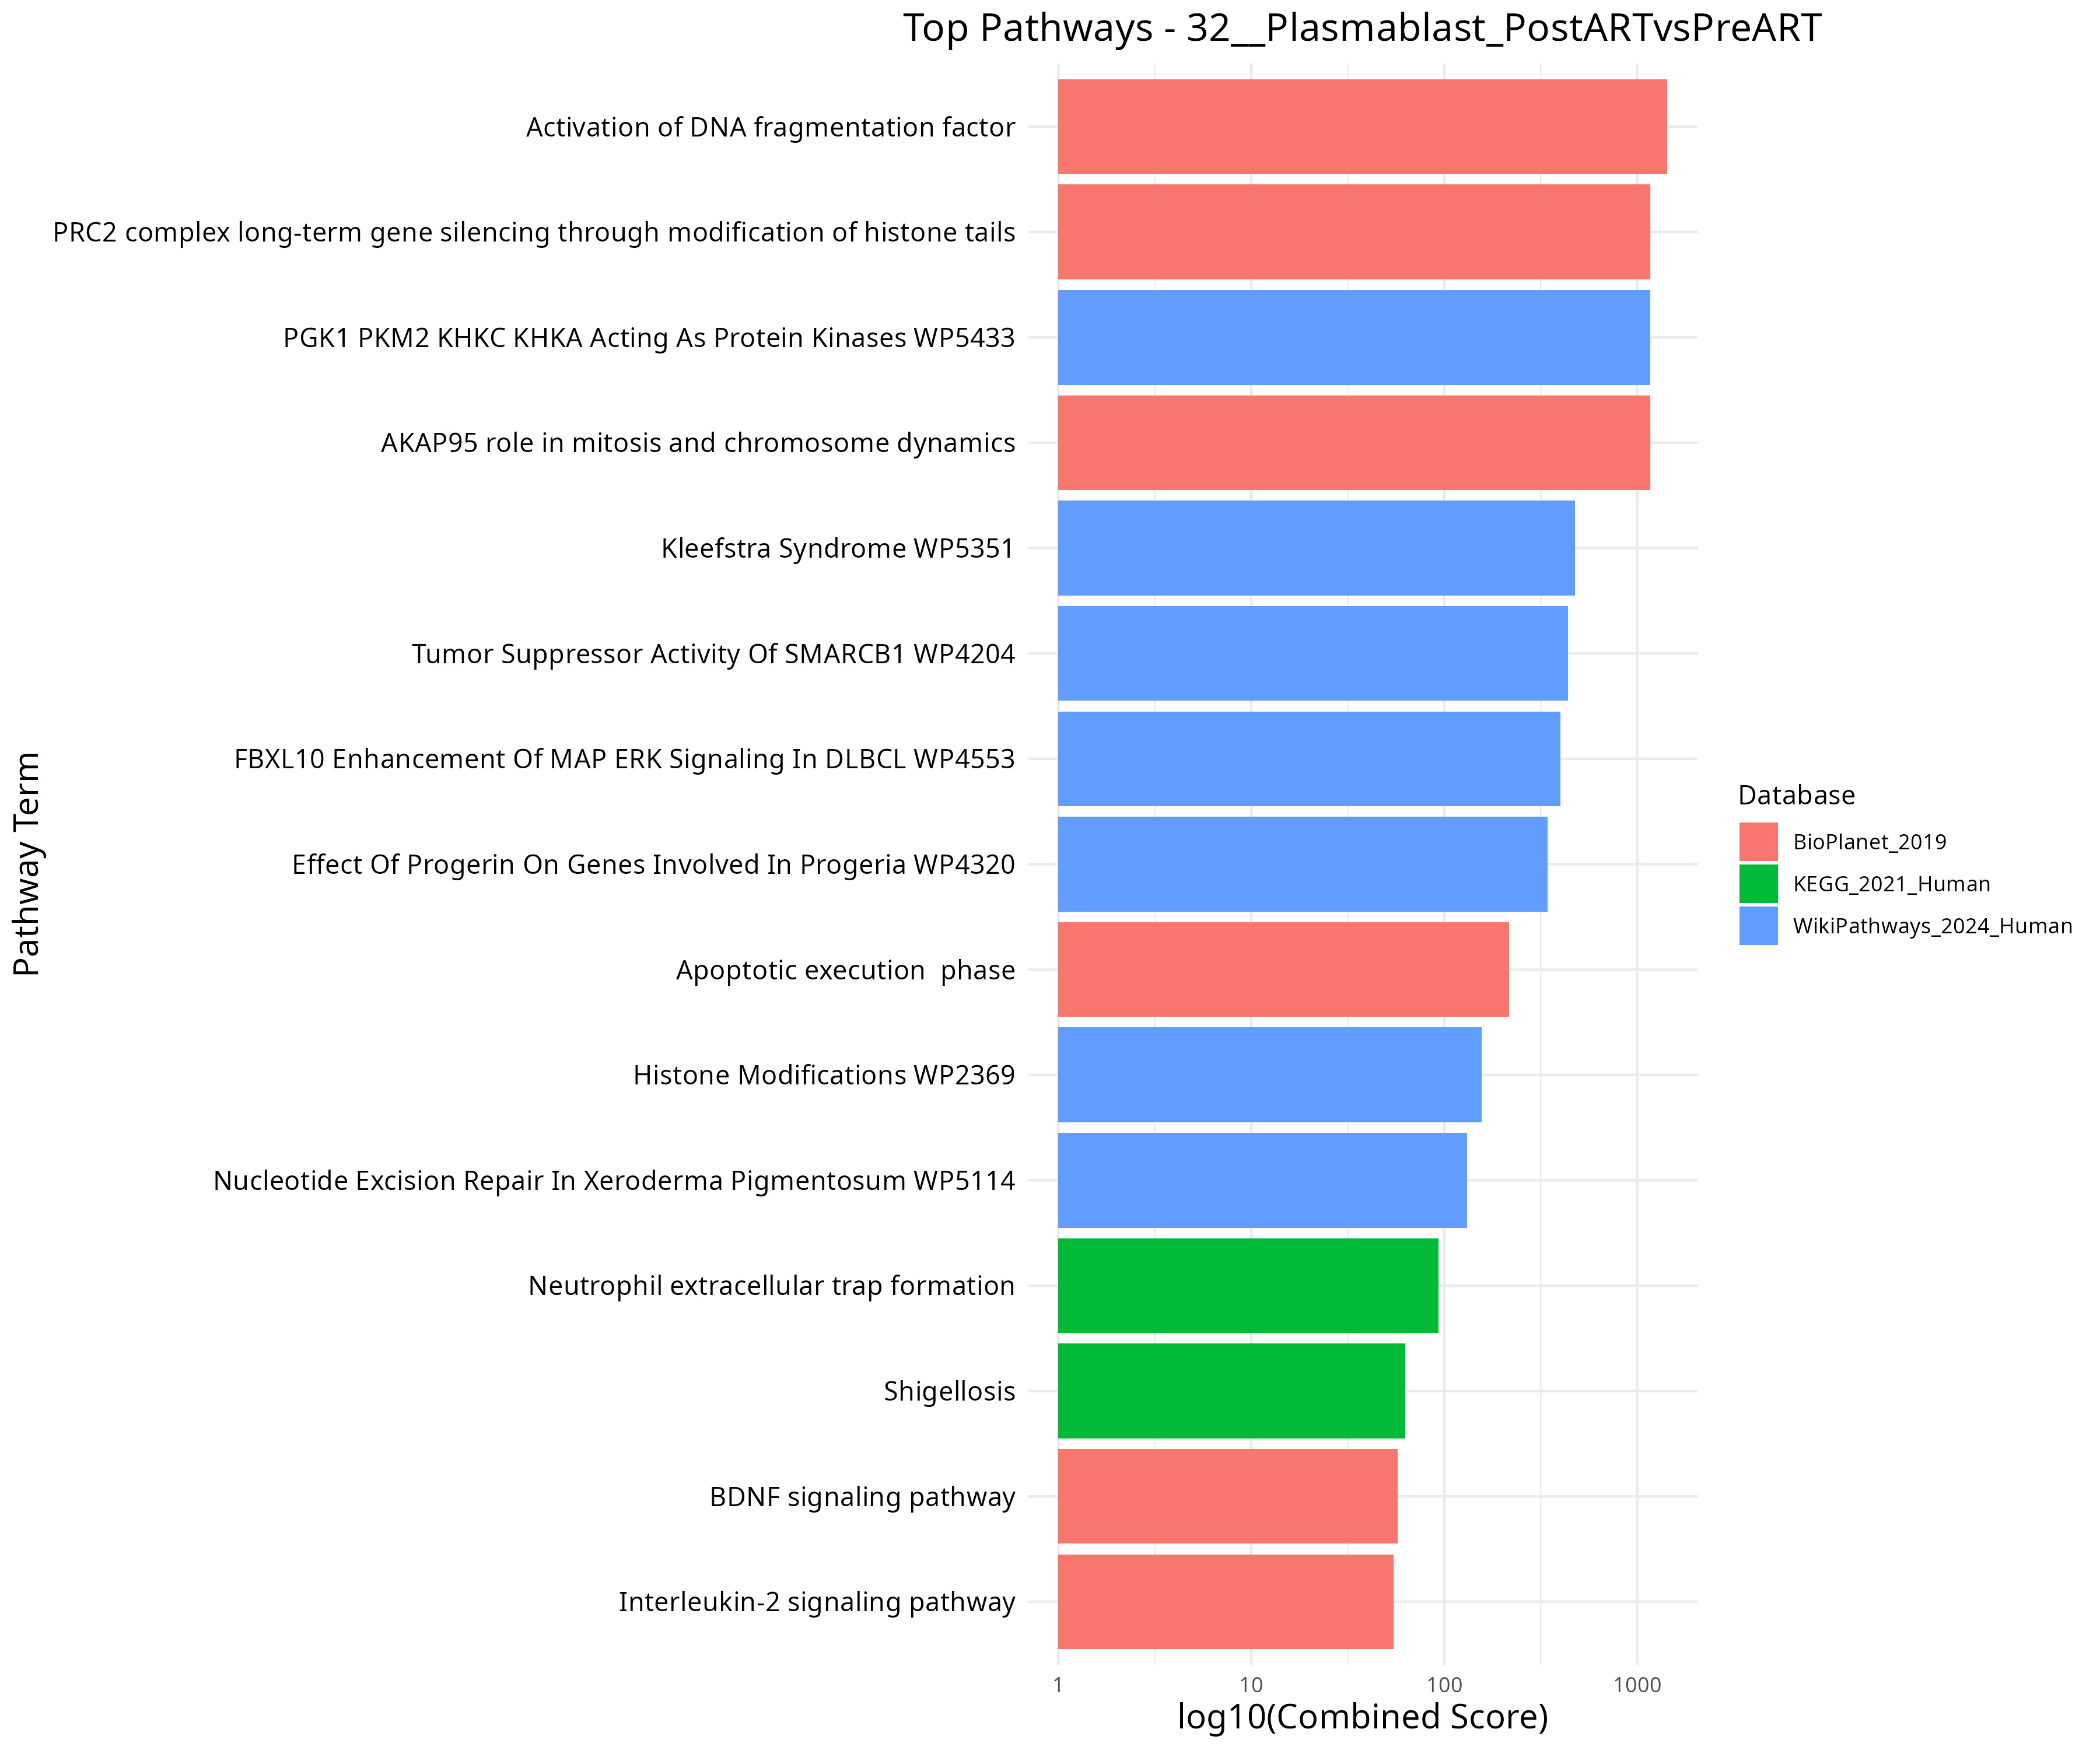 Top Pathways - 32__Plasmablast_PostARTvsPreART
Activation of DNA fragmentation factor
PRC2 complex long-term gene silencing through modification of histone tails
PGK1 PKM2 KHKC KHKA Acting As Protein Kinases WP5433
AKAP95 role in mitosis and chromosome dynamics
Kleefstra Syndrome WP5351
Tumor Suppressor Activity Of SMARCB1 WP4204
FBXL10 Enhancement Of MAP ERK Signaling In DLBCL WP4553
Effect Of Progerin On Genes Involved In Progeria WP4320
Apoptotic execution  phase
Histone Modifications WP2369
Nucleotide Excision Repair In Xeroderma Pigmentosum WP5114
Neutrophil extracellular trap formation
Shigellosis
BDNF signaling pathway
Interleukin-2 signaling pathway
Pathway Term
1 10 100 1000
log10(Combined Score)
Database
BioPlanet_2019
KEGG_2021_Human
WikiPathways_2024_Human